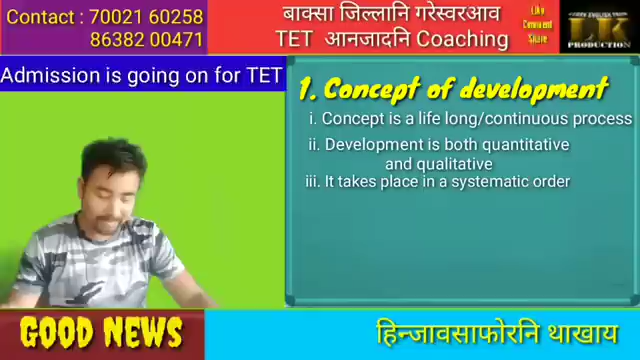 Contact : 70021 60258
86382 00471
बाक्सा जिल्लानि गरेस्वरआव
TET आनजादनि Coaching
Like
Comment
Share
TK
PRODUCTION
Admission is going on for TET
1. Concept of development
i. Concept is a life long/continuous process
ii. Development is both quantitative
and qualitative
iii. It takes place in a systematic order
GOOD NEWS
हिन्जावसाफोरनि थाखाय